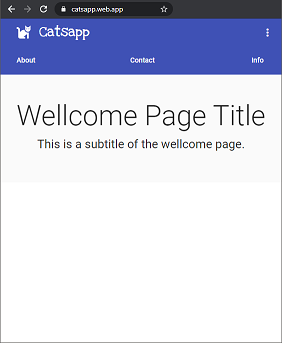 catsapp.web.app
Catsapp
About Contact Info
Wellcome Page Title
This is a subtitle of the wellcome page.